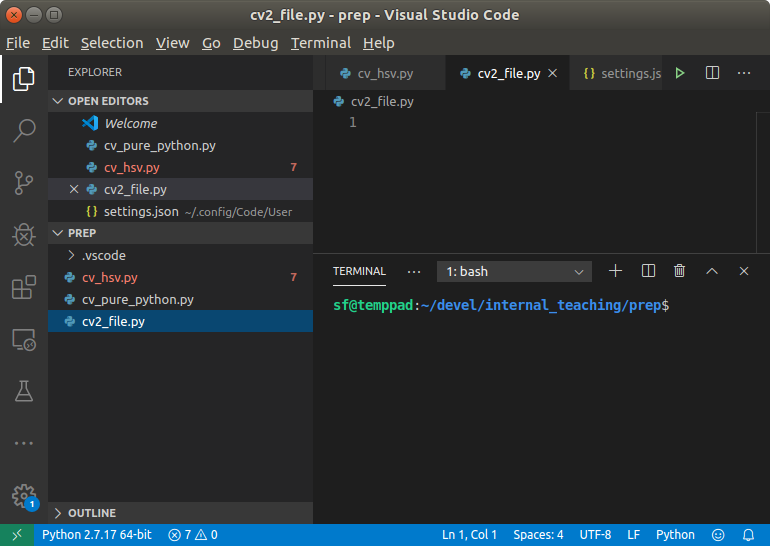 cv2_file.py - prep - Visual Studio Code
File Edit Selection View Go Debug Terminal Help
EXPLORER
OPEN EDITORS
Welcome
cv_pure_python.py
cv_hsv.py 7
cv2_file.py
{ } settings.json ~/.config/Code/User
PREP
.vscode
cv_hsv.py 7
cv_pure_python.py
cv2_file.py
OUTLINE
cv_hsv.py cv2_file.py { } settings.js
cv2_file.py
1
TERMINAL 1: bash
sf@temppad:~/devel/internal_teaching/prep$
1
Python 2.7.17 64-bit 7 0 Ln 1, Col 1 Spaces: 4 UTF-8 LF Python